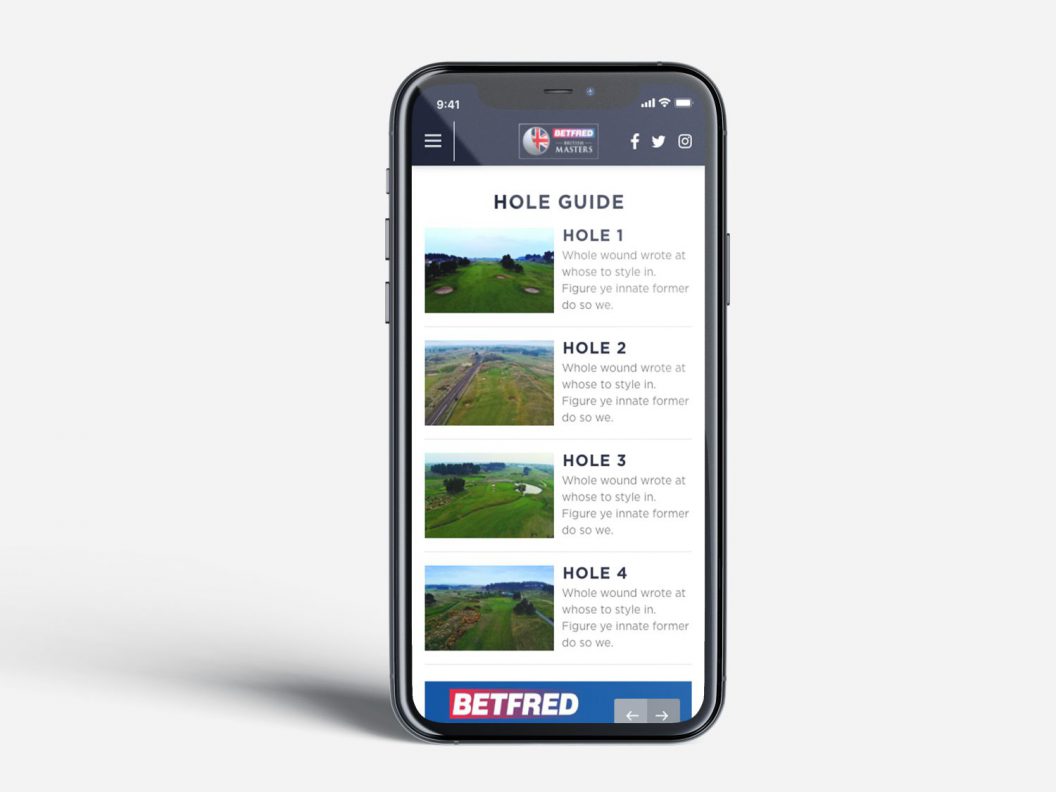 9:41
BETFRED
BRITISH
MASTERS
HOLE GUIDE
HOLE 1
Whole wound wrote at
whose to style in.
Figure ye innate former
do so we.
HOLE 2
Whole wound wrote at
whose to style in.
Figure ye innate former
do so we.
HOLE 3
Whole wound wrote at
whose to style in.
Figure ye innate former
do so we.
HOLE 4
Whole wound wrote at
whose to style in.
Figure ye innate former
do so we.
BETFRED